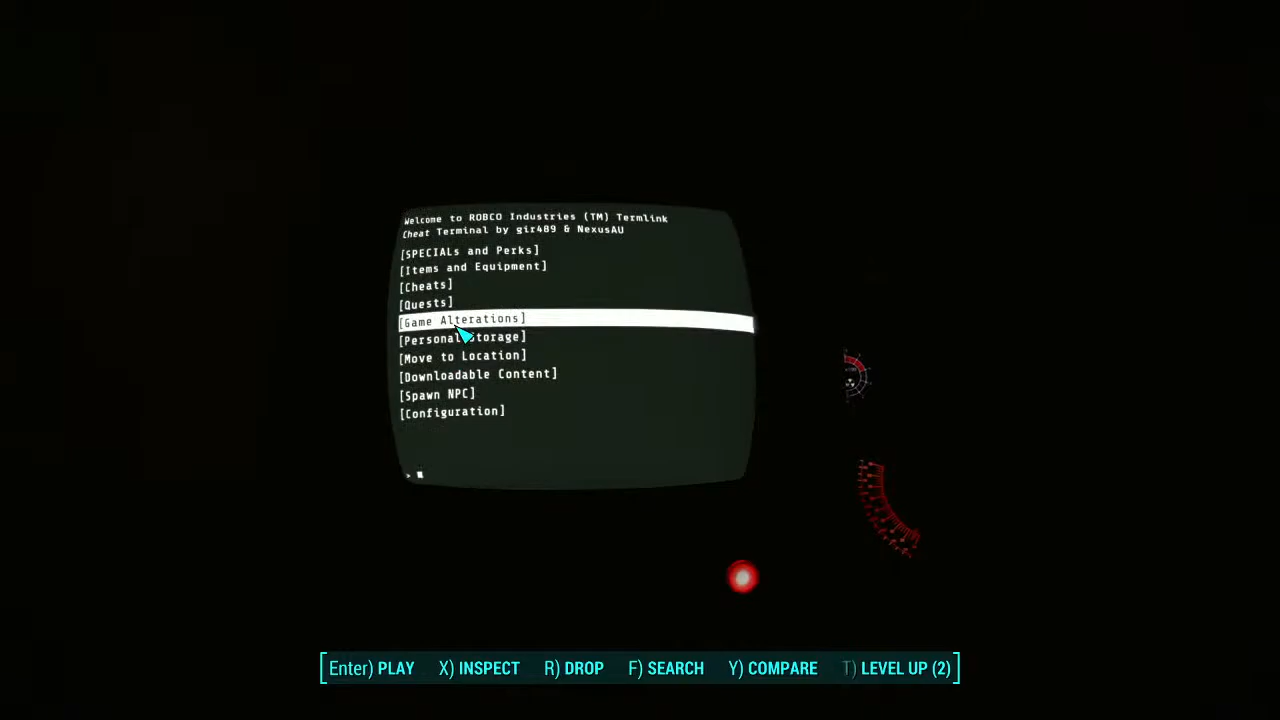 Welcome to ROBCO Industries (TM) Termlink
Cheat Terminal by gir489 & NexusAU
[SPECIALs and Perks]
[Items and Equipment]
[Cheats]
[Quests]
[Game Alterations]
[Personal Storage]
[Move to Location]
[Downloadable Content]
[Spawn NPC]
[Configuration]
>
Enter) PLAY X) INSPECT R) DROP F) SEARCH Y) COMPARE T) LEVEL UP (2)